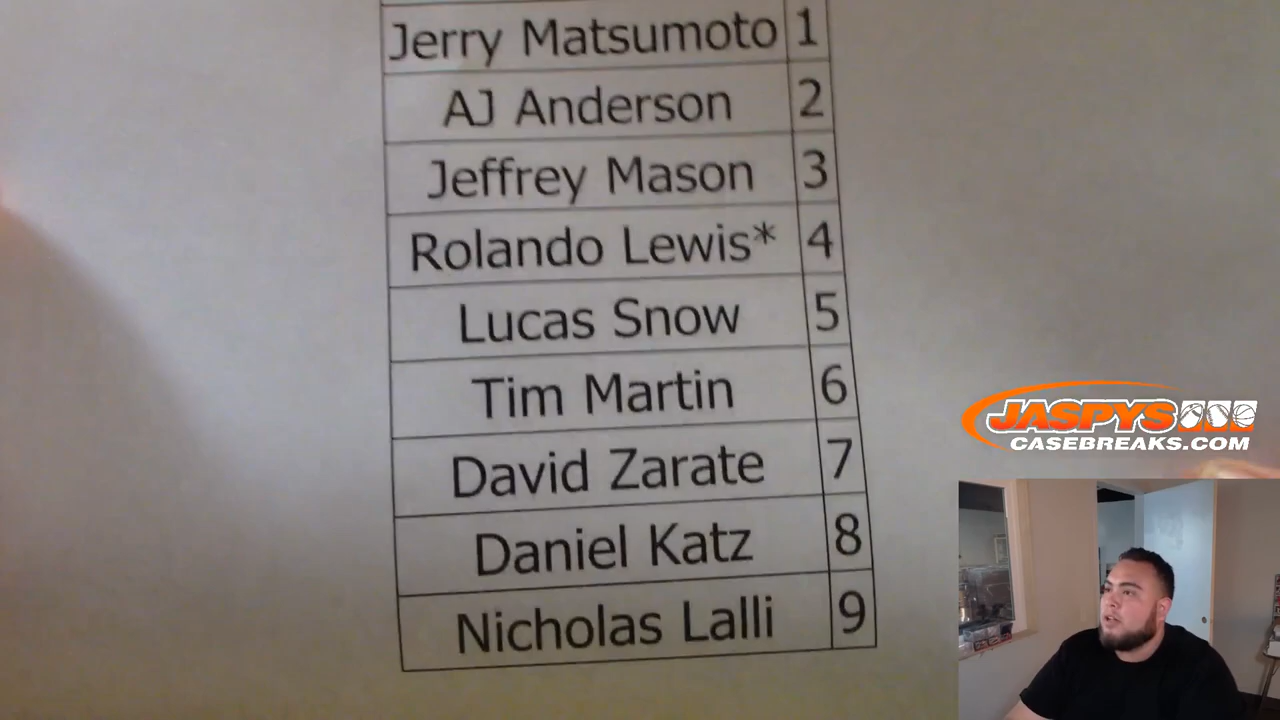 Jerry Matsumoto 1
AJ Anderson 2
Jeffrey Mason 3
Rolando Lewis* 4
Lucas Snow 5
Tim Martin 6
David Zarate 7
Daniel Katz 8
Nicholas Lalli 9
JASPYS
CASEBREAKS.COM